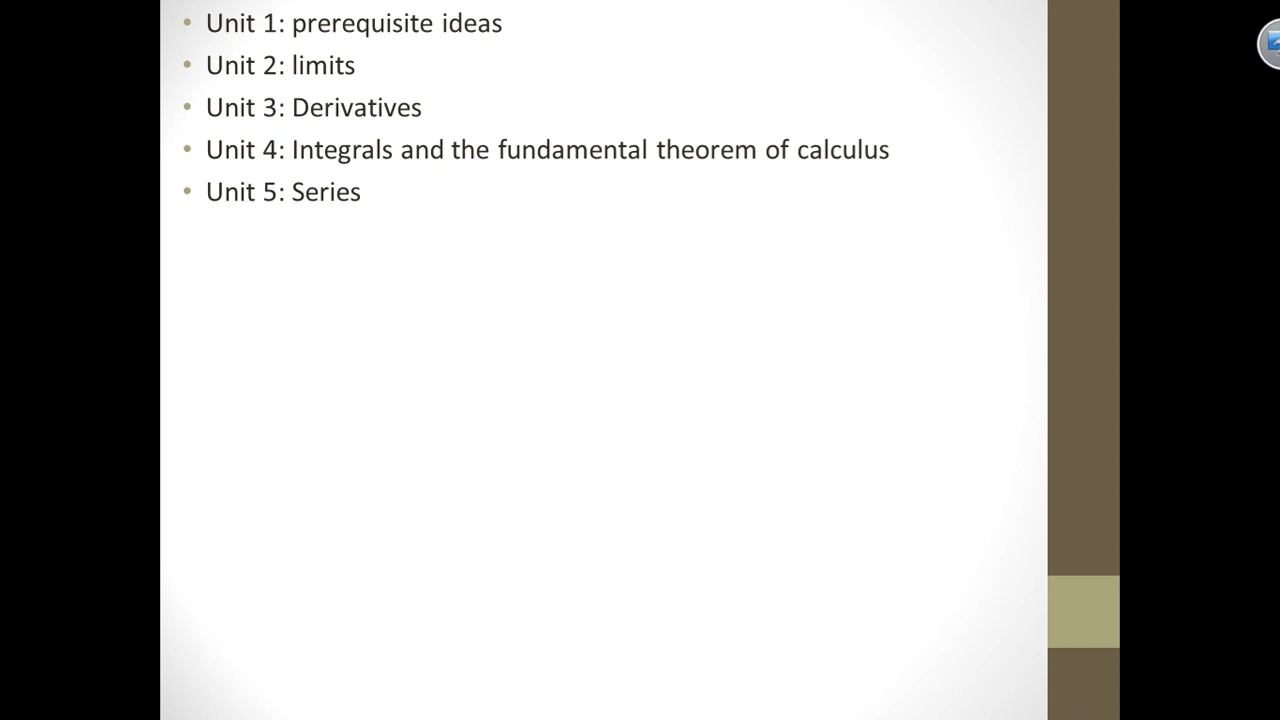 • Unit 1: prerequisite ideas
• Unit 2: limits
• Unit 3: Derivatives
• Unit 4: Integrals and the fundamental theorem of calculus
• Unit 5: Series